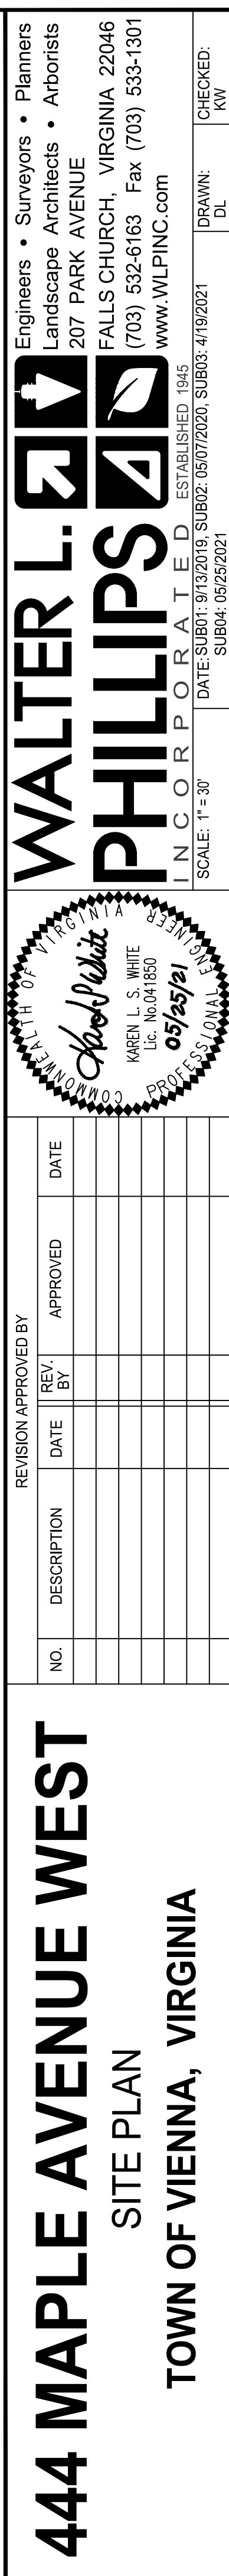 444 MAPLE AVENUE WEST
SITE PLAN
TOWN OF VIENNA, VIRGINIA
REVISION APPROVED BY
NO.
DESCRIPTION
DATE
REV.
BY
APPROVED
DATE
COMMONWEALTH OF VIRGINIA
KAREN L. S. WHITE
Lic. No.041850
05/25/21
PROFESSIONAL ENGINEER
WALTER L.
PHILLIPS
INCORPORATED
ESTABLISHED 1945
Engineers • Surveyors • Planners
Landscape Architects • Arborists
207 PARK AVENUE
FALLS CHURCH, VIRGINIA 22046
(703) 532-6163 Fax (703) 533-1301
www.WLPINC.com
SCALE: 1" = 30'
DATE: SUB01: 9/13/2019, SUB02: 05/07/2020, SUB03: 4/19/2021
SUB04: 05/25/2021
DRAWN:
DL
CHECKED:
KW